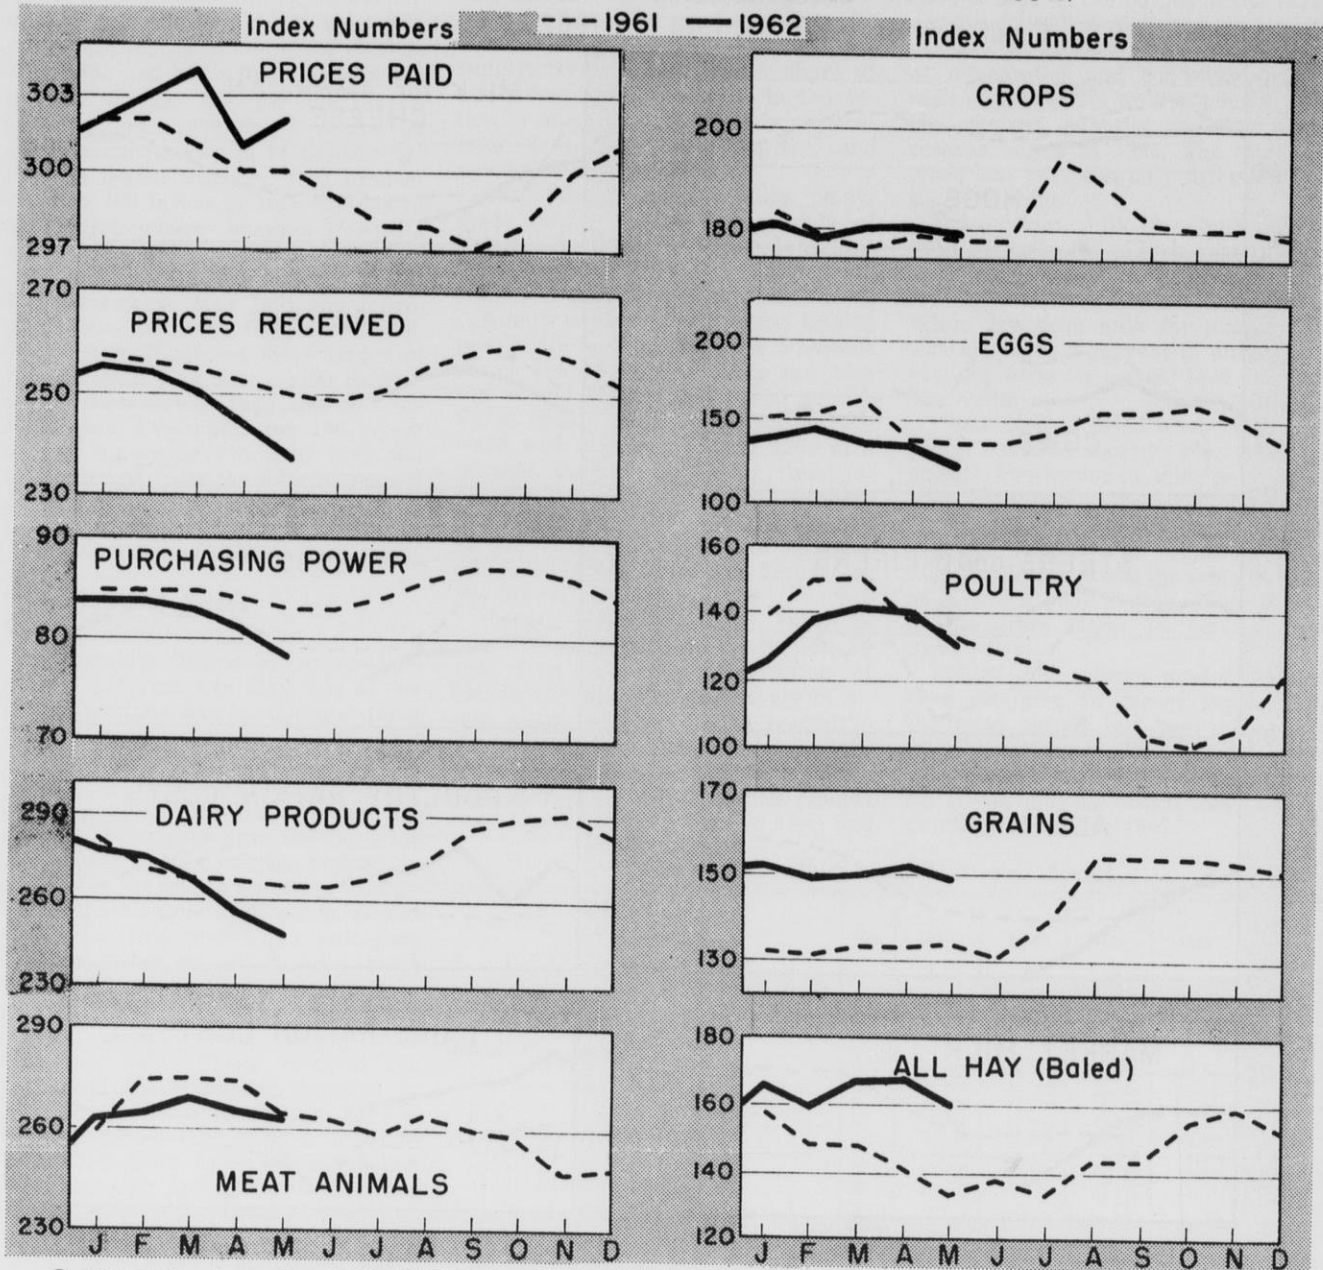 Index Numbers --- 1961 — 1962 Index Numbers
PRICES PAID
303
300
297
CROPS
200
180
PRICES RECEIVED
270
250
230
EGGS
200
150
100
PURCHASING POWER
90
80
70
POULTRY
160
140
120
100
DAIRY PRODUCTS
290
260
230
GRAINS
170
150
130
MEAT ANIMALS
290
260
230
J F M A M J J A S O N D
ALL HAY (Baled)
180
160
140
120
J F M A M J J A S O N D